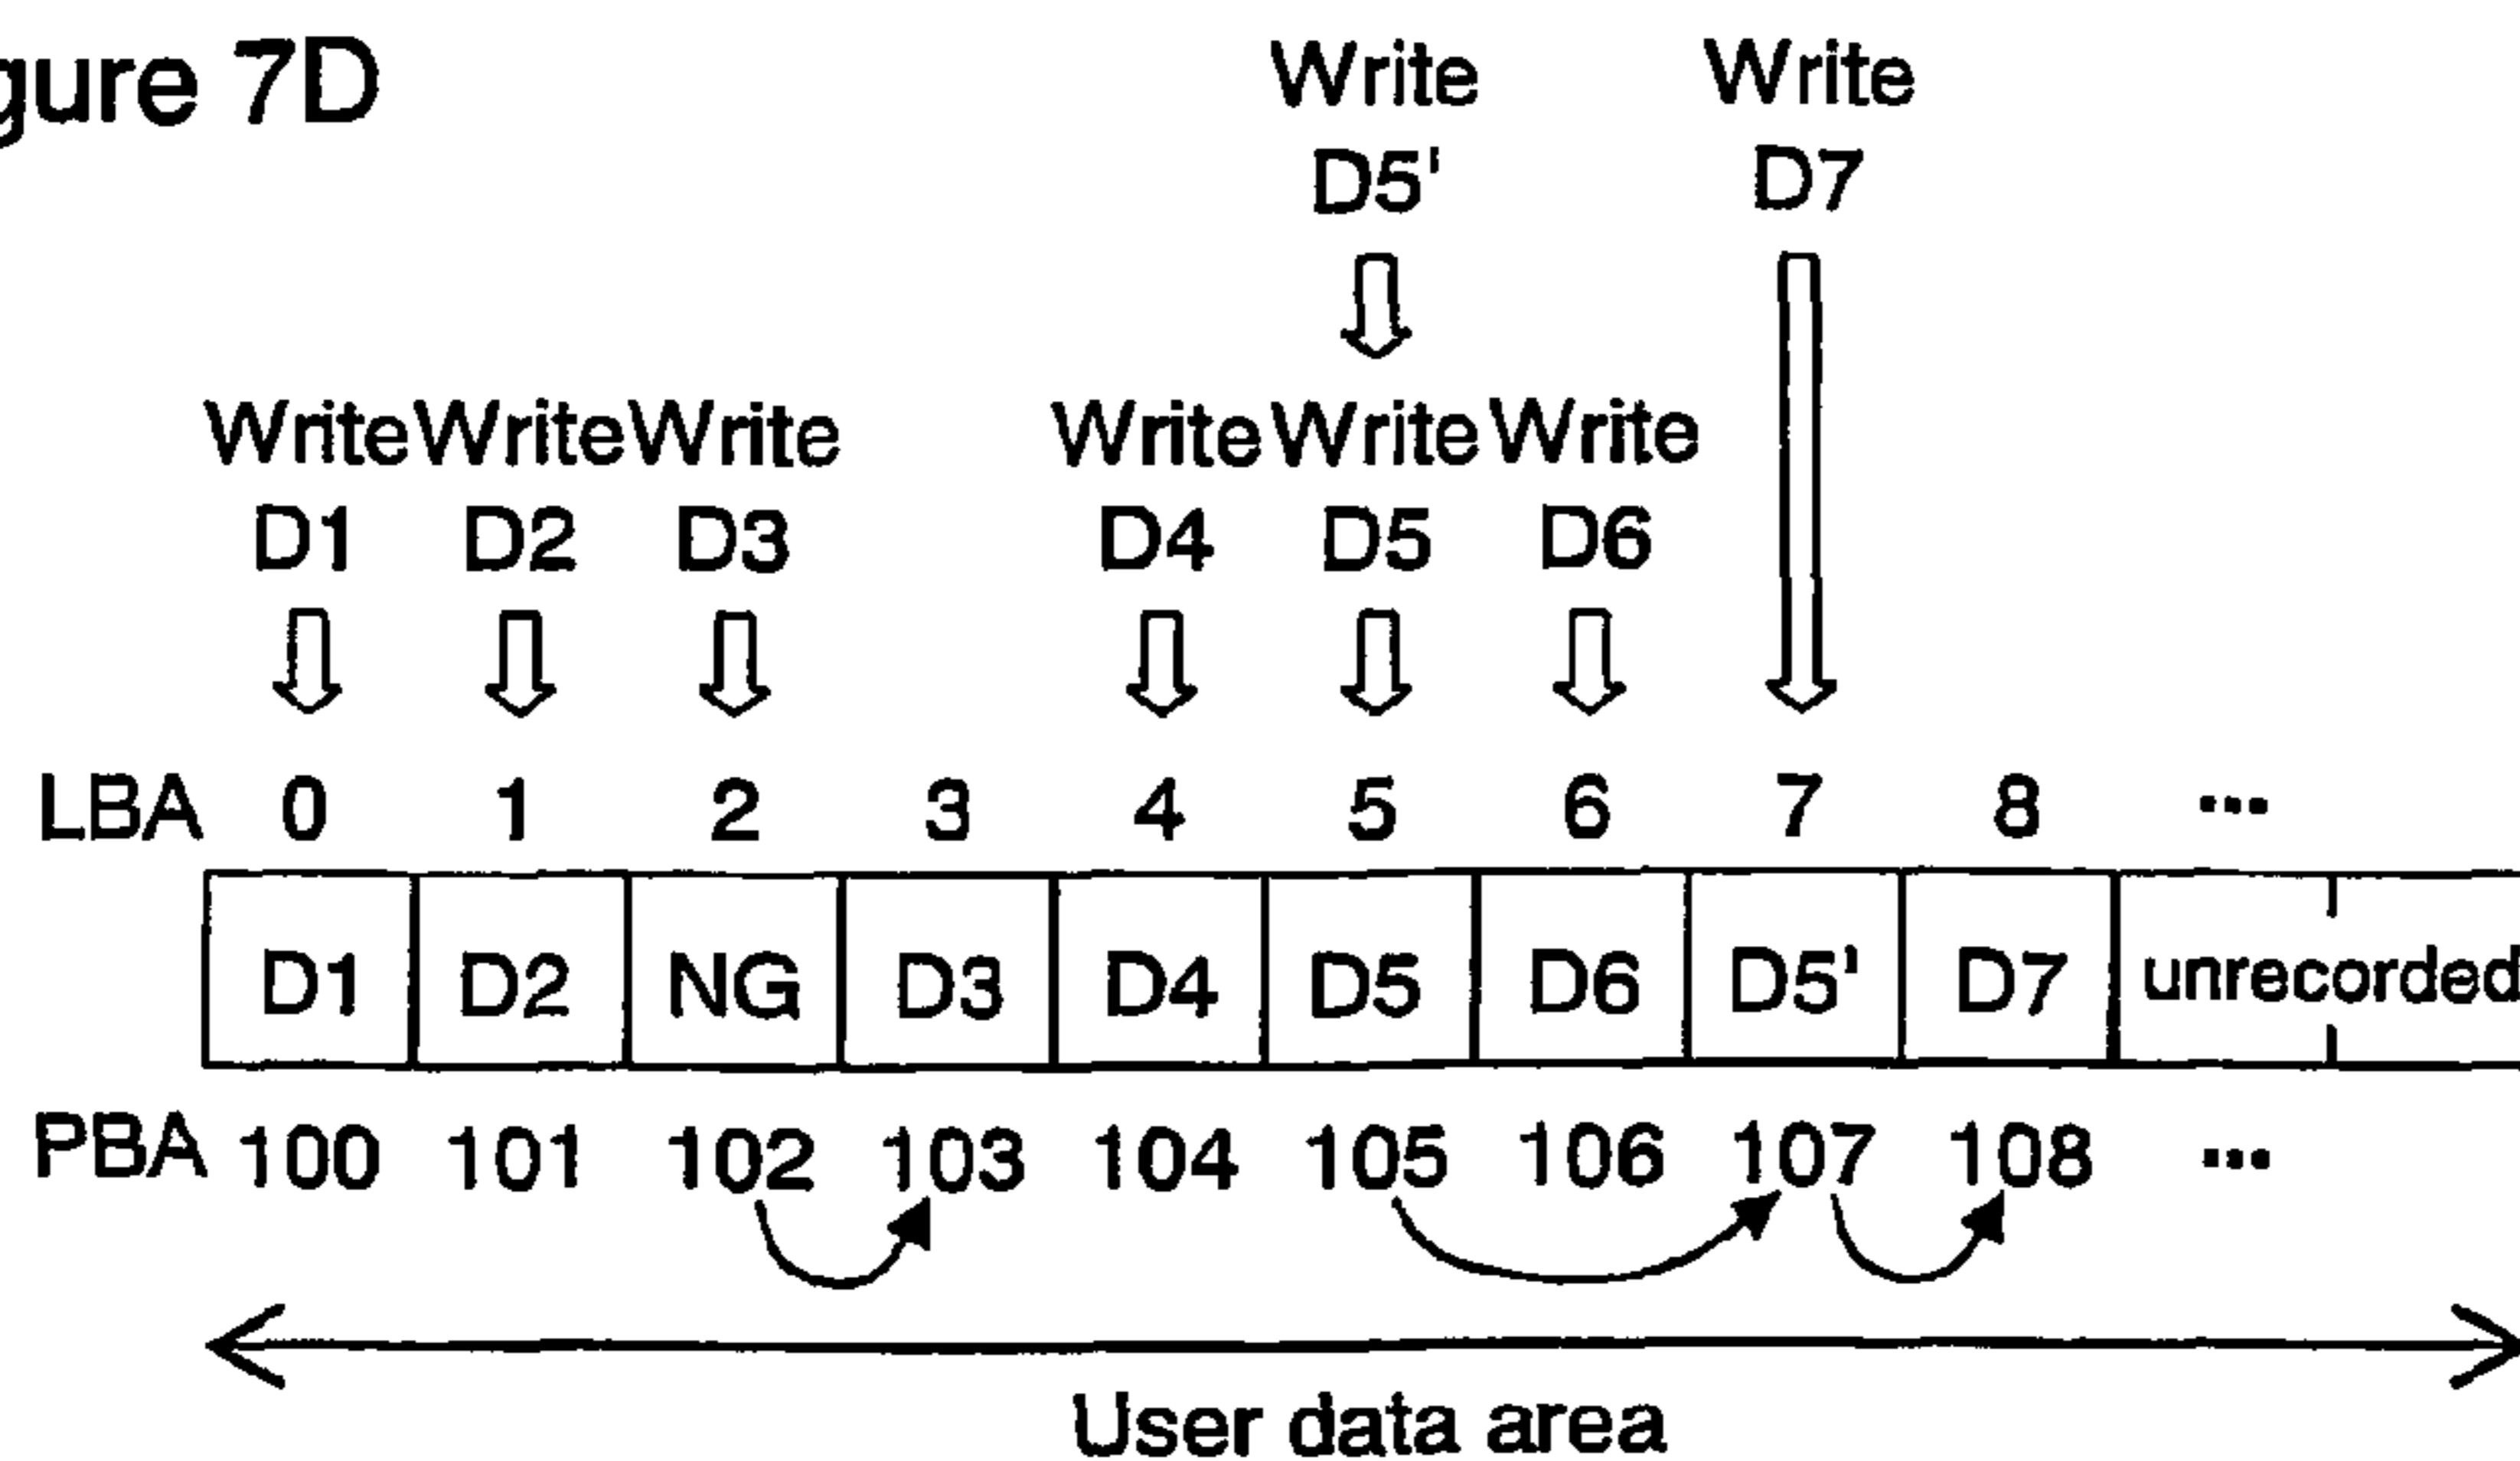 gure 7D
Write Write
D5' D7
Write Write Write Write Write Write
D1 D2 D3 D4 D5 D6
LBA 0 1 2 3 4 5 6 7 8 ...
D1 D2 NG D3 D4 D5 D6 D5' D7 unrecorded
PBA 100 101 102 103 104 105 106 107 108 ...
User data area